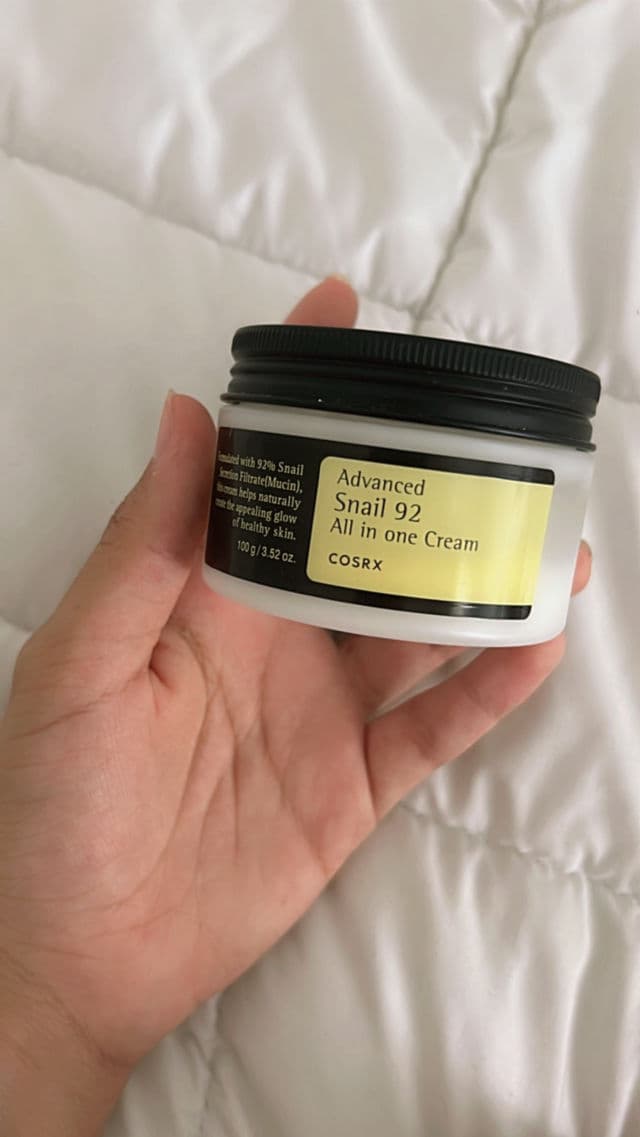 Formulated with 92% Snail
Secretion Filtrate(Mucin),
this cream helps naturally
create the appealing glow
of healthy skin.
100 g / 3.52 oz.
Advanced
Snail 92
All in one Cream
COSRX